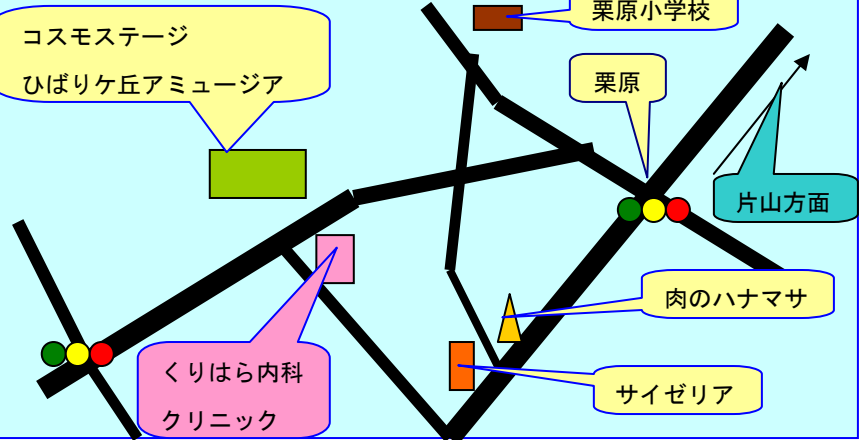 栗原小学校
コスモステージ
ひばりケ丘アミュージア
栗原
片山方面
肉のハナマサ
サイゼリア
くりはら内科
クリニック